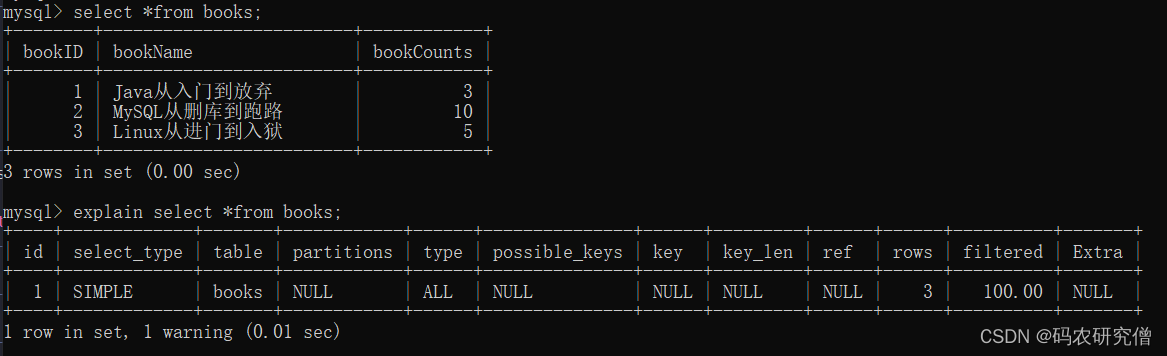 mysql> select *from books;
+--------+-------------------------+------------+
| bookID | bookName                | bookCounts |
+--------+-------------------------+------------+
|      1 | Java从入门到放弃        |          3 |
|      2 | MySQL从删库到跑路       |         10 |
|      3 | Linux从进门到入狱       |          5 |
+--------+-------------------------+------------+
3 rows in set (0.00 sec)
mysql> explain select *from books;
+----+-------------+-------+------------+------+---------------+------+---------+------+------+----------+-------+
| id | select_type | table | partitions | type | possible_keys | key  | key_len | ref  | rows | filtered | Extra |
+----+-------------+-------+------------+------+---------------+------+---------+------+------+----------+-------+
|  1 | SIMPLE      | books | NULL       | ALL  | NULL          | NULL | NULL    | NULL |    3 |   100.00 | NULL  |
+----+-------------+-------+------------+------+---------------+------+---------+------+------+----------+-------+
1 row in set, 1 warning (0.01 sec)
CSDN @码农研究僧